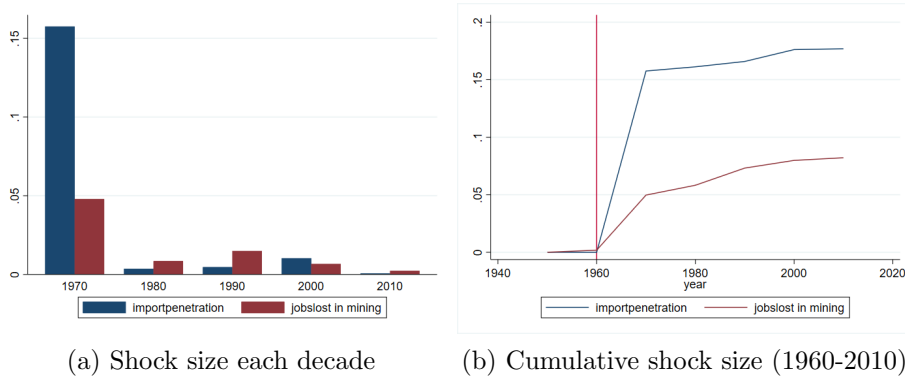 .15
.1
.05
0
1970 1980 1990 2000 2010
importpenetration jobslost in mining
(a) Shock size each decade
.2
.15
.1
.05
0
1940 1960 1980 2000 2020
year
importpenetration jobslost in mining
(b) Cumulative shock size (1960-2010)